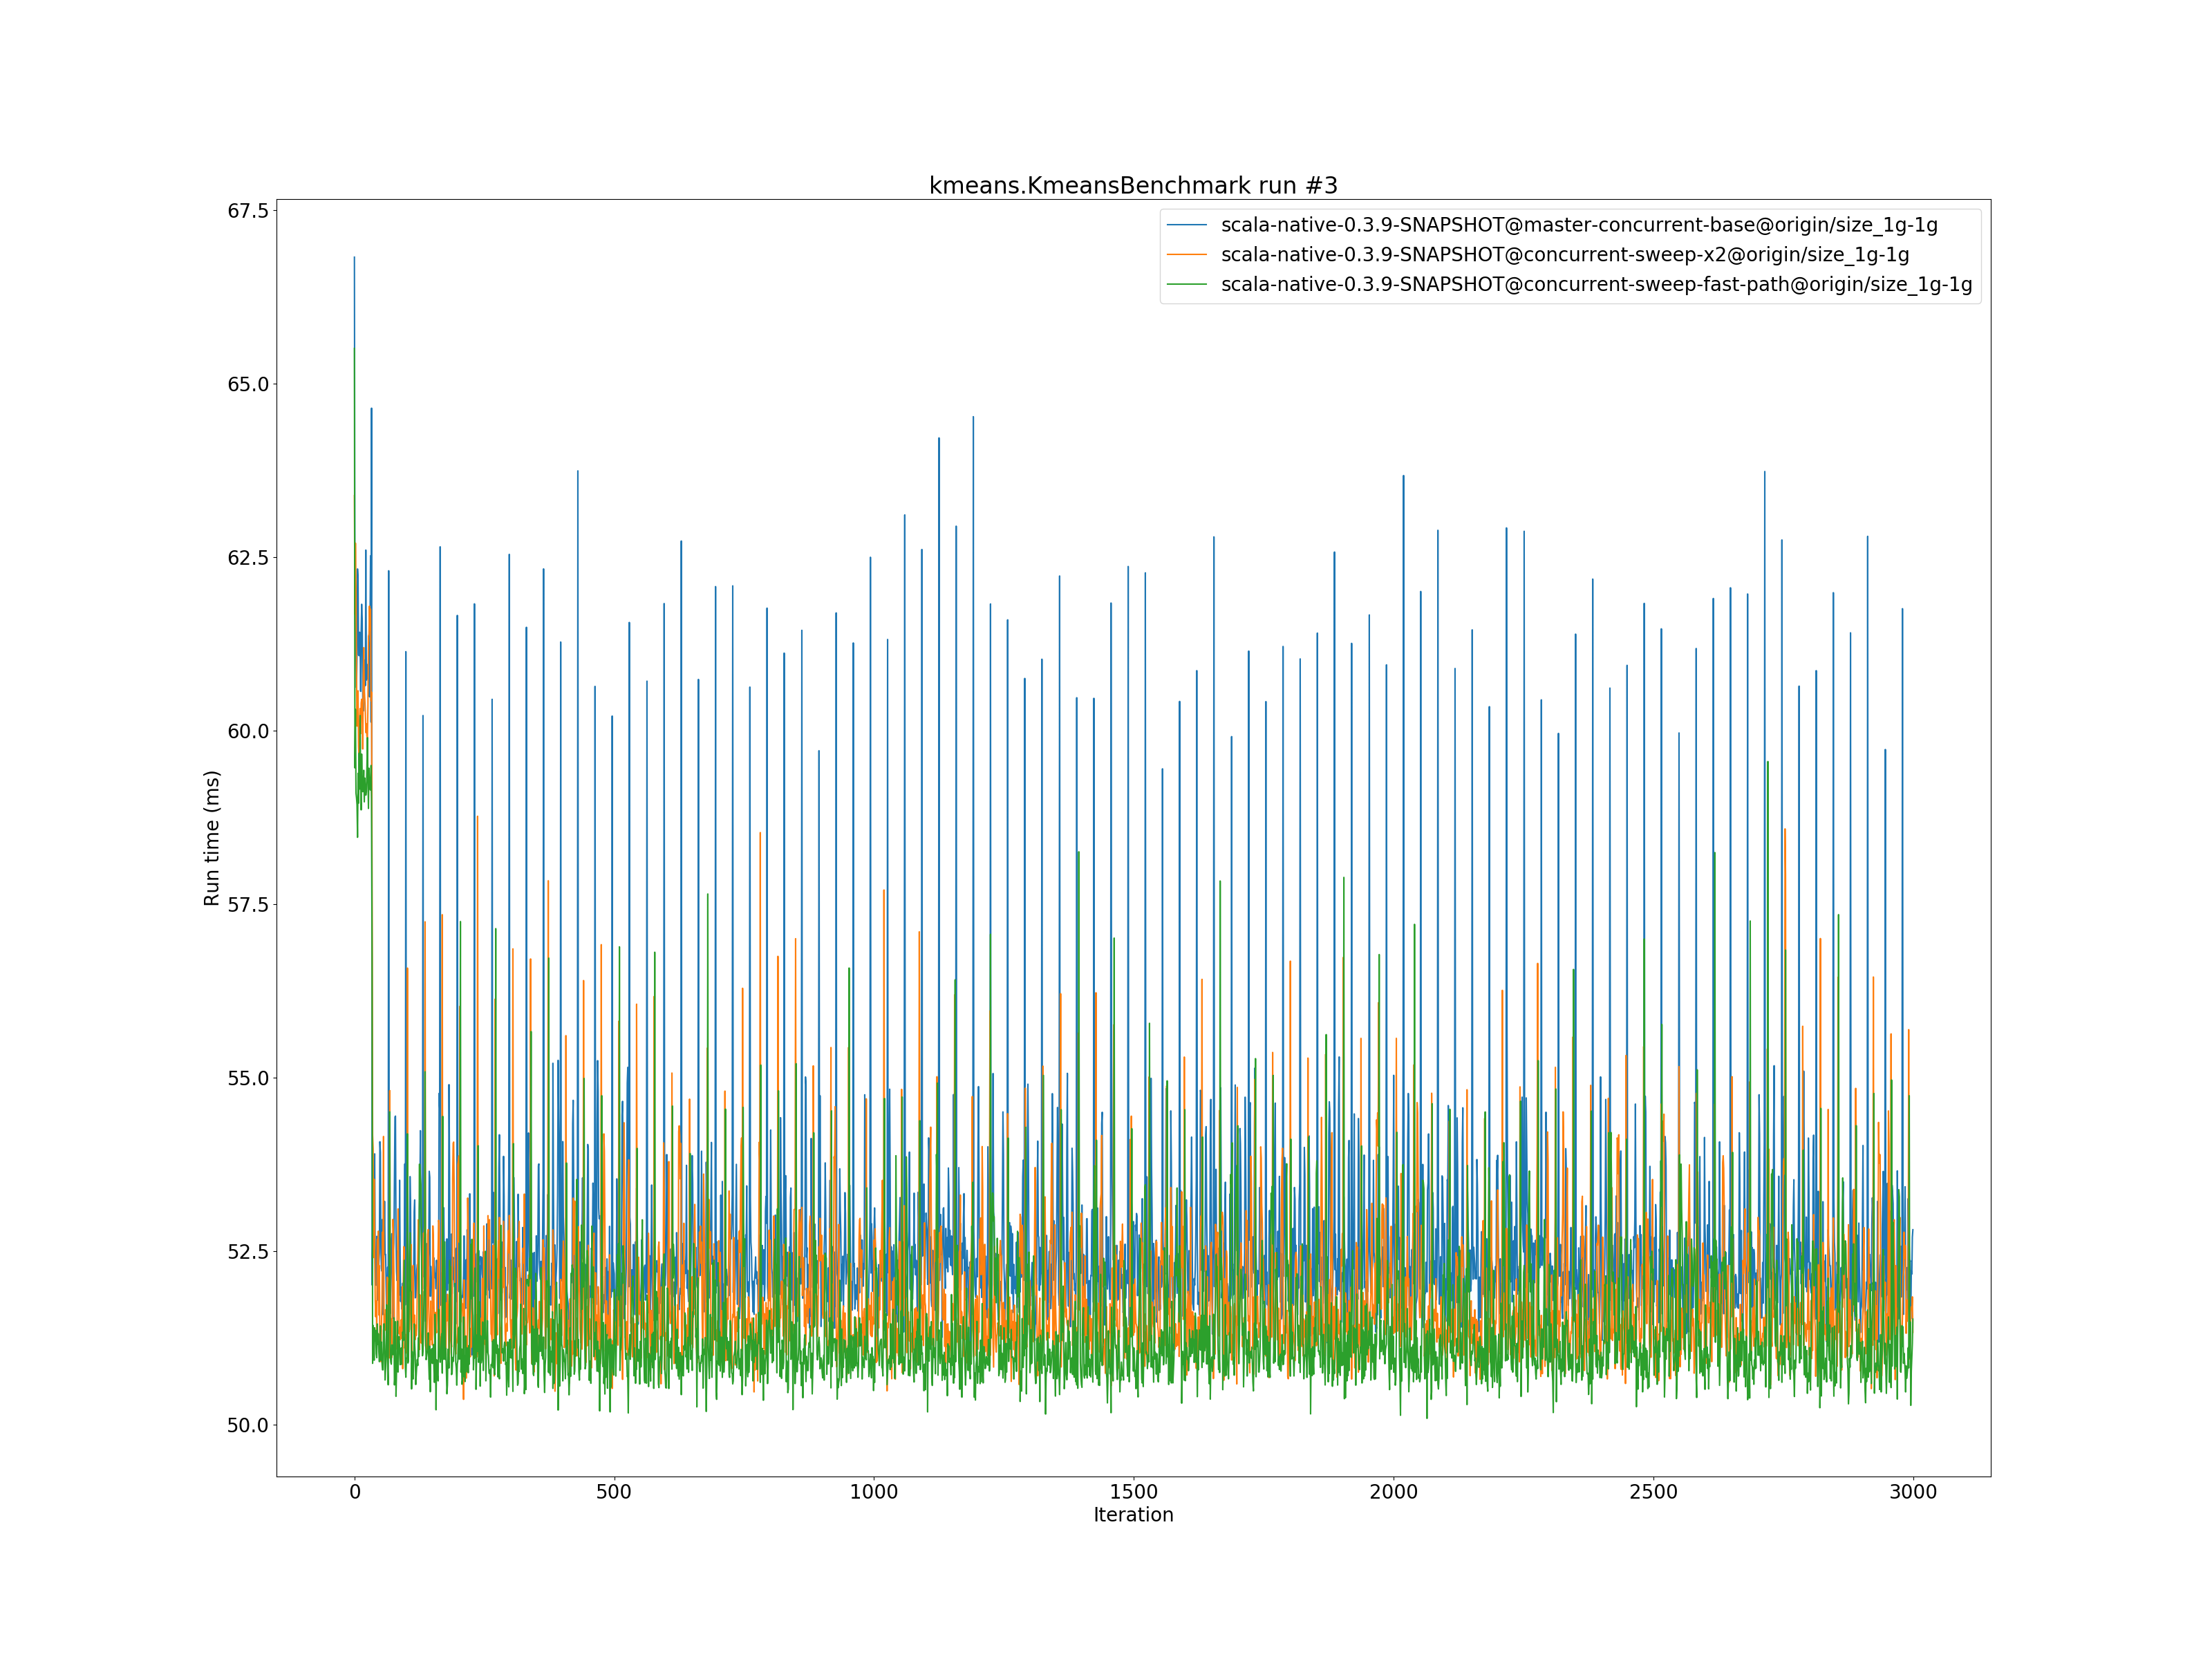 kmeans.KmeansBenchmark run #3
67.5
65.0
62.5
60.0
57.5
55.0
52.5
50.0
Run time (ms)
scala-native-0.3.9-SNAPSHOT@master-concurrent-base@origin/size_1g-1g
scala-native-0.3.9-SNAPSHOT@concurrent-sweep-x2@origin/size_1g-1g
scala-native-0.3.9-SNAPSHOT@concurrent-sweep-fast-path@origin/size_1g-1g
0 500 1000 1500 2000 2500 3000
Iteration